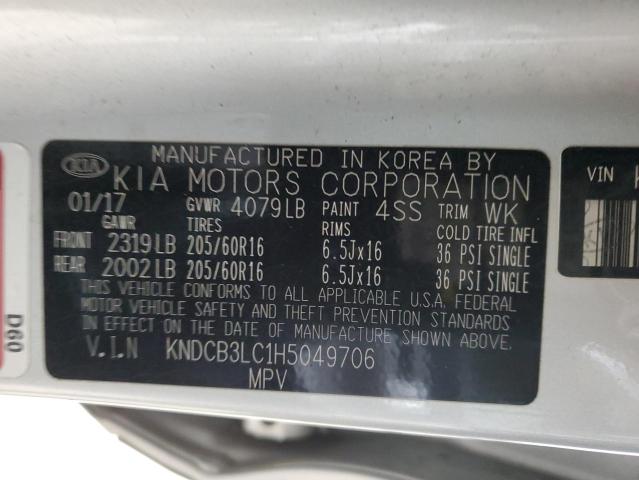 KIA MANUFACTURED IN KOREA BY
KIA MOTORS CORPORATION
01/17 GVWR 4079LB PAINT 4SS TRIM WK
GAWR TIRES RIMS COLD TIRE INFL
FRONT 2319LB 205/60R16 6.5Jx16 36 PSI SINGLE
REAR 2002LB 205/60R16 6.5Jx16 36 PSI SINGLE
THIS VEHICLE CONFORMS TO ALL APPLICABLE U.S.A. FEDERAL
MOTOR VEHICLE SAFETY AND THEFT PREVENTION STANDARDS
IN EFFECT ON THE DATE OF MANUFACTURE SHOWN ABOVE.
V.I.N KNDCB3LC1H5049706
MPV
VIN K
D60